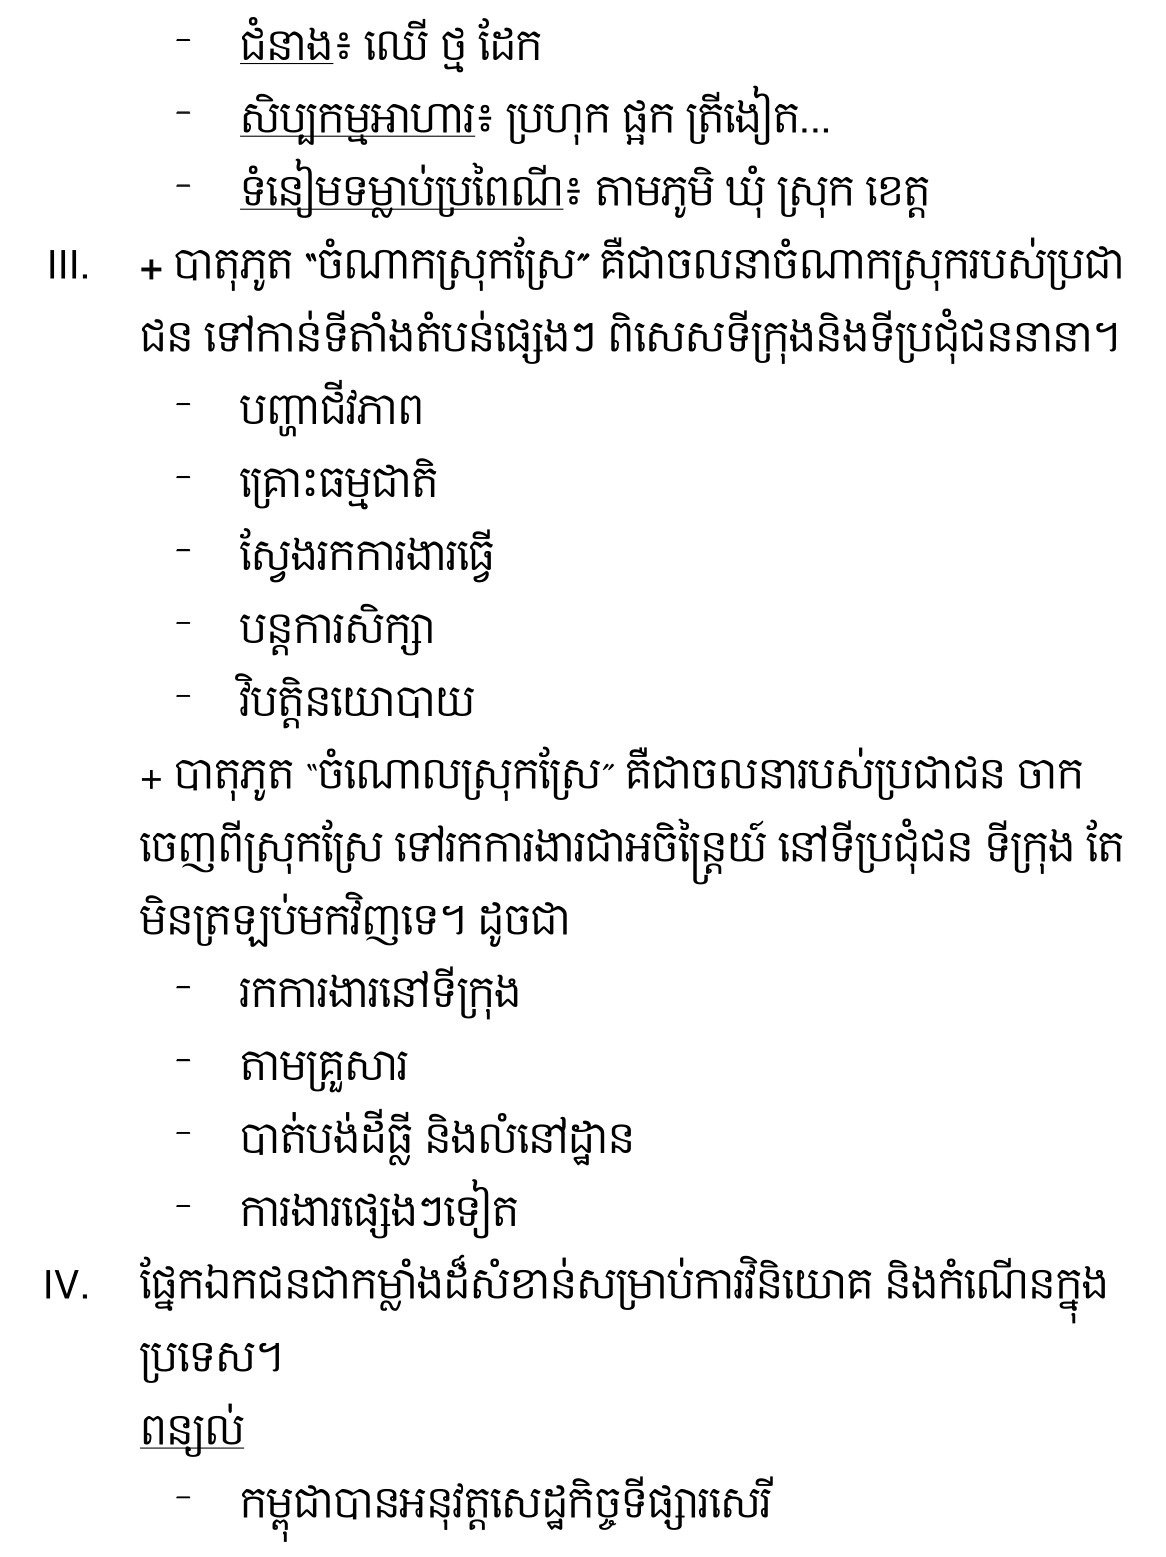 - ជំនាង៖ ឈើ ថ្ម ដែក
- សិប្បកម្មអាហារ៖ ប្រហុក ផ្អក ត្រីងៀត...
- ទំនៀមទម្លាប់ប្រពៃណី៖ តាមភូមិ ឃុំ ស្រុក ខេត្ត
III. + បាតុភូត “ចំណាកស្រុកស្រែ” គឺជាចលនាចំណាកស្រុករបស់ប្រជា
ជន ទៅកាន់ទីតាំងតំបន់ផ្សេងៗ ពិសេសទីក្រុងនិងទីប្រជុំជននានា។
- បញ្ហាជីវភាព
- គ្រោះធម្មជាតិ
- ស្វែងរកការងារធ្វើ
- បន្តការសិក្សា
- វិបត្តិនយោបាយ
+ បាតុភូត “ចំណោលស្រុកស្រែ” គឺជាចលនារបស់ប្រជាជន ចាក
ចេញពីស្រុកស្រែ ទៅរកការងារជាអចិន្ត្រៃយ៍ នៅទីប្រជុំជន ទីក្រុង តែ
មិនត្រឡប់មកវិញទេ។ ដូចជា
- រកការងារនៅទីក្រុង
- តាមគ្រួសារ
- បាត់បង់ដីធ្លី និងលំនៅដ្ឋាន
- ការងារផ្សេងៗទៀត
IV. ផ្នែកឯកជនជាកម្លាំងដ៏សំខាន់សម្រាប់ការវិនិយោគ និងកំណើនក្នុង
ប្រទេស។
ពន្យល់
- កម្ពុជាបានអនុវត្តសេដ្ឋកិច្ចទីផ្សារសេរី